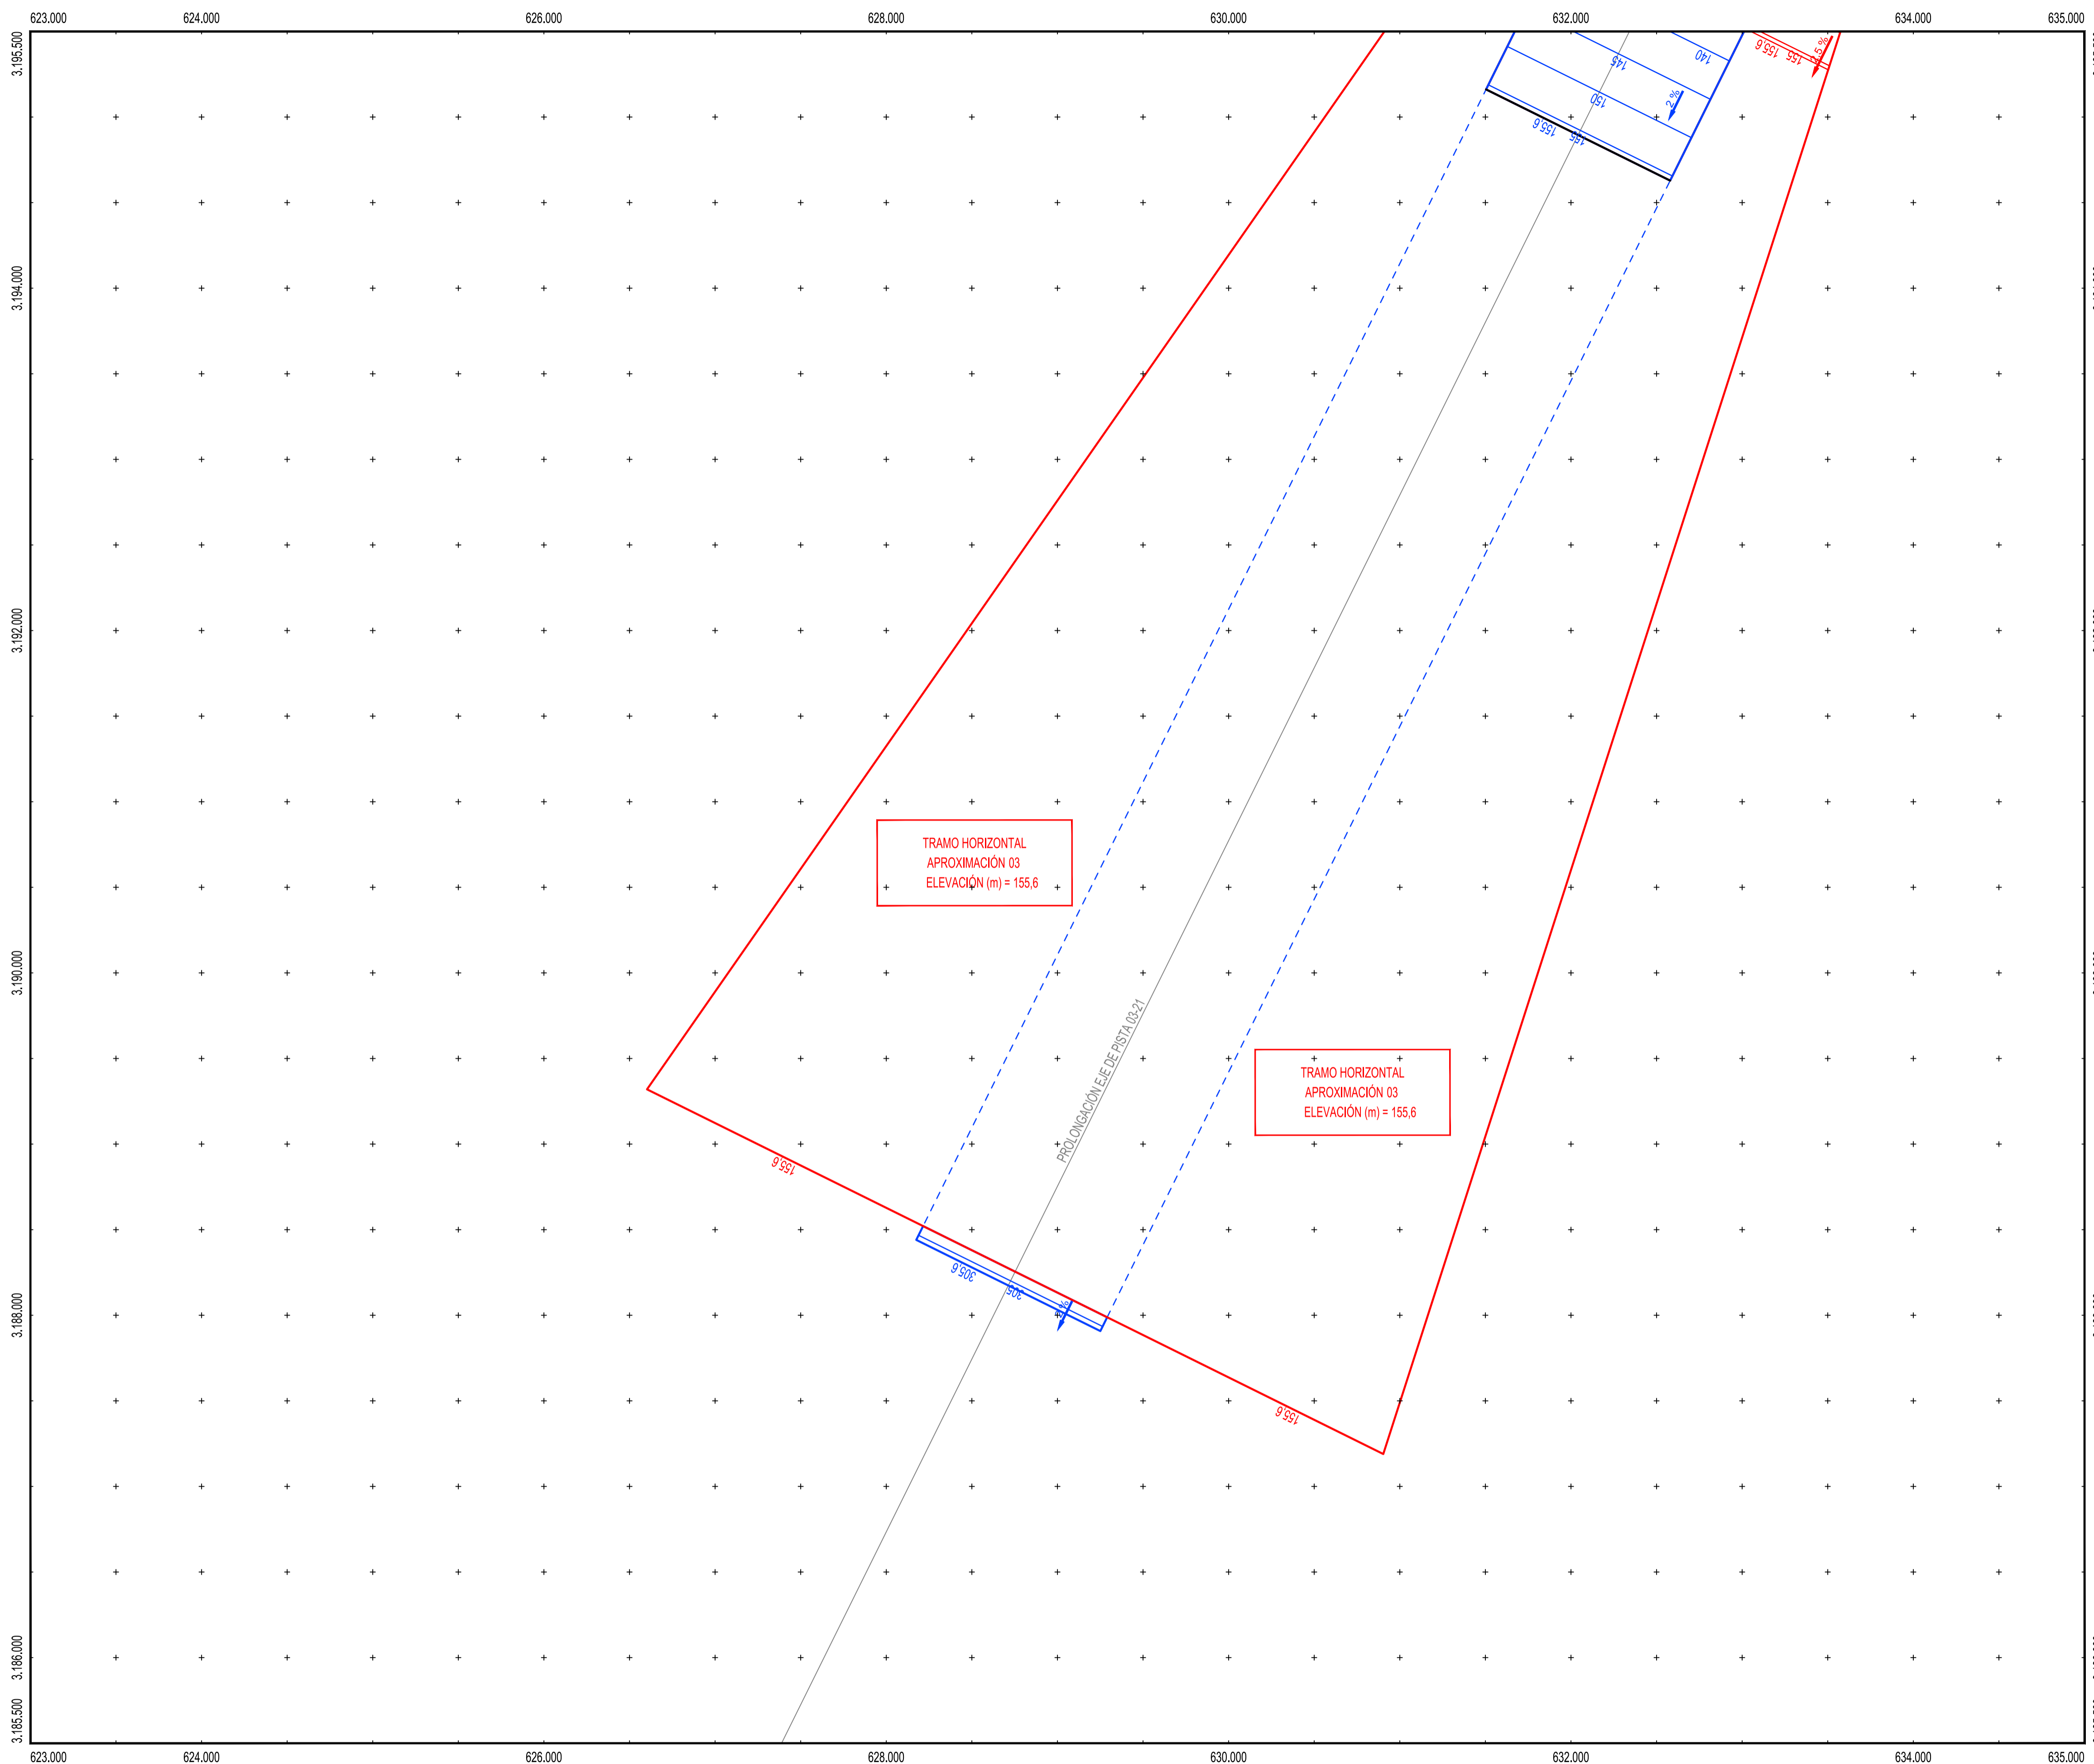 623.000 624.000 626.000 628.000 630.000 632.000 634.000 635.000
3.195.500
140
145
150
155
155,6
2 %
155,6
155
3.194.000
3.192.000
TRAMO HORIZONTAL
APROXIMACIÓN 03
ELEVACIÓN (m) = 155,6
3.190.000
PROLONGACIÓN EJE DE PISTA 03-21
TRAMO HORIZONTAL
APROXIMACIÓN 03
ELEVACIÓN (m) = 155,6
155,6
305,6
305
2 %
3.188.000
155,6
3.186.000
3.185.500
623.000 624.000 626.000 628.000 630.000 632.000 634.000 635.000